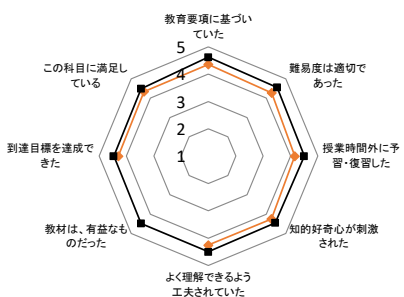 教育要項に基づい
ていた
難易度は適切で
あった
授業時間外に予
習・復習した
知的好奇心が刺激
された
よく理解できるよう
工夫されていた
教材は、有益なも
のだった
到達目標を達成で
きた
この科目に満足し
ている
5
4
3
2
1